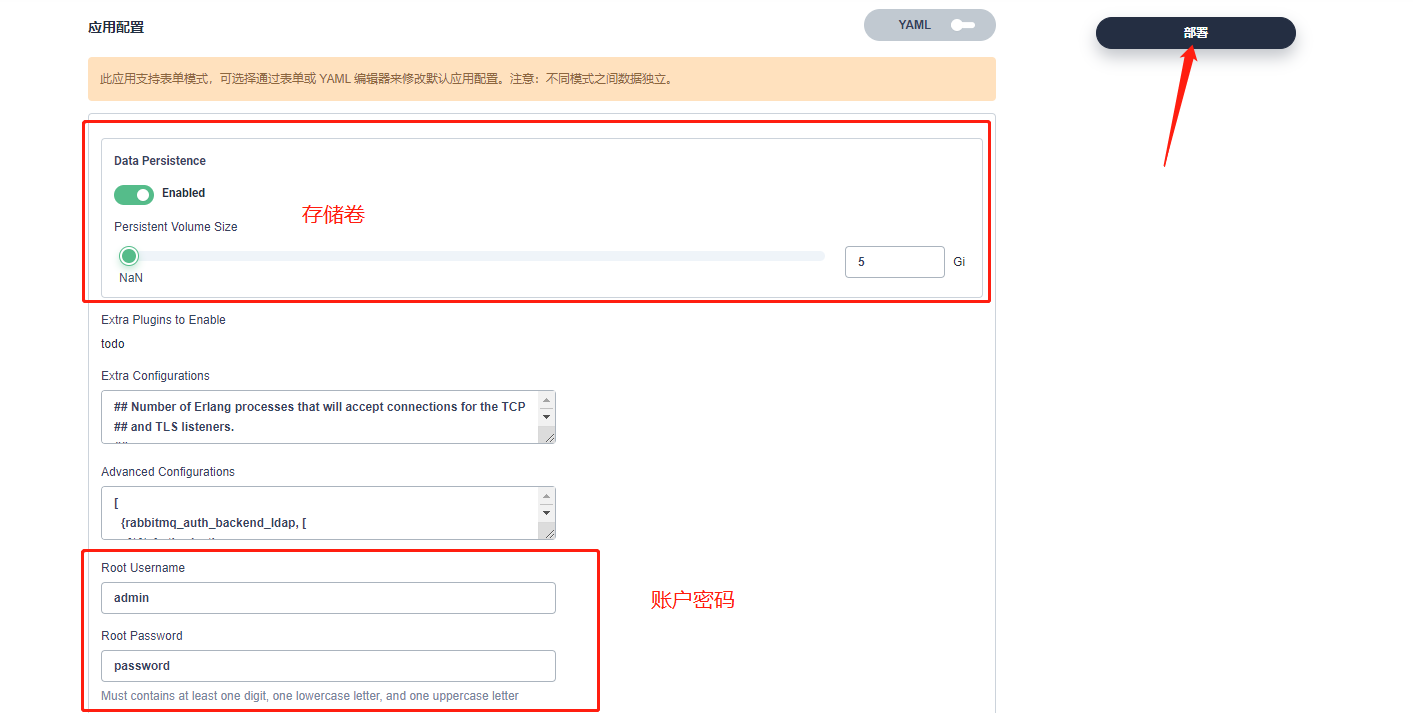 应用配置
YAML
部署
此应用支持表单模式，可选择通过表单或 YAML 编辑器来修改默认应用配置。注意：不同模式之间数据独立。
Data Persistence
Enabled
存储卷
Persistent Volume Size
5
Gi
NaN
Extra Plugins to Enable
todo
Extra Configurations
## Number of Erlang processes that will accept connections for the TCP
## and TLS listeners.
Advanced Configurations
[
{rabbitmq_auth_backend_ldap, [
Root Username
admin
账户密码
Root Password
password
Must contains at least one digit, one lowercase letter, and one uppercase letter